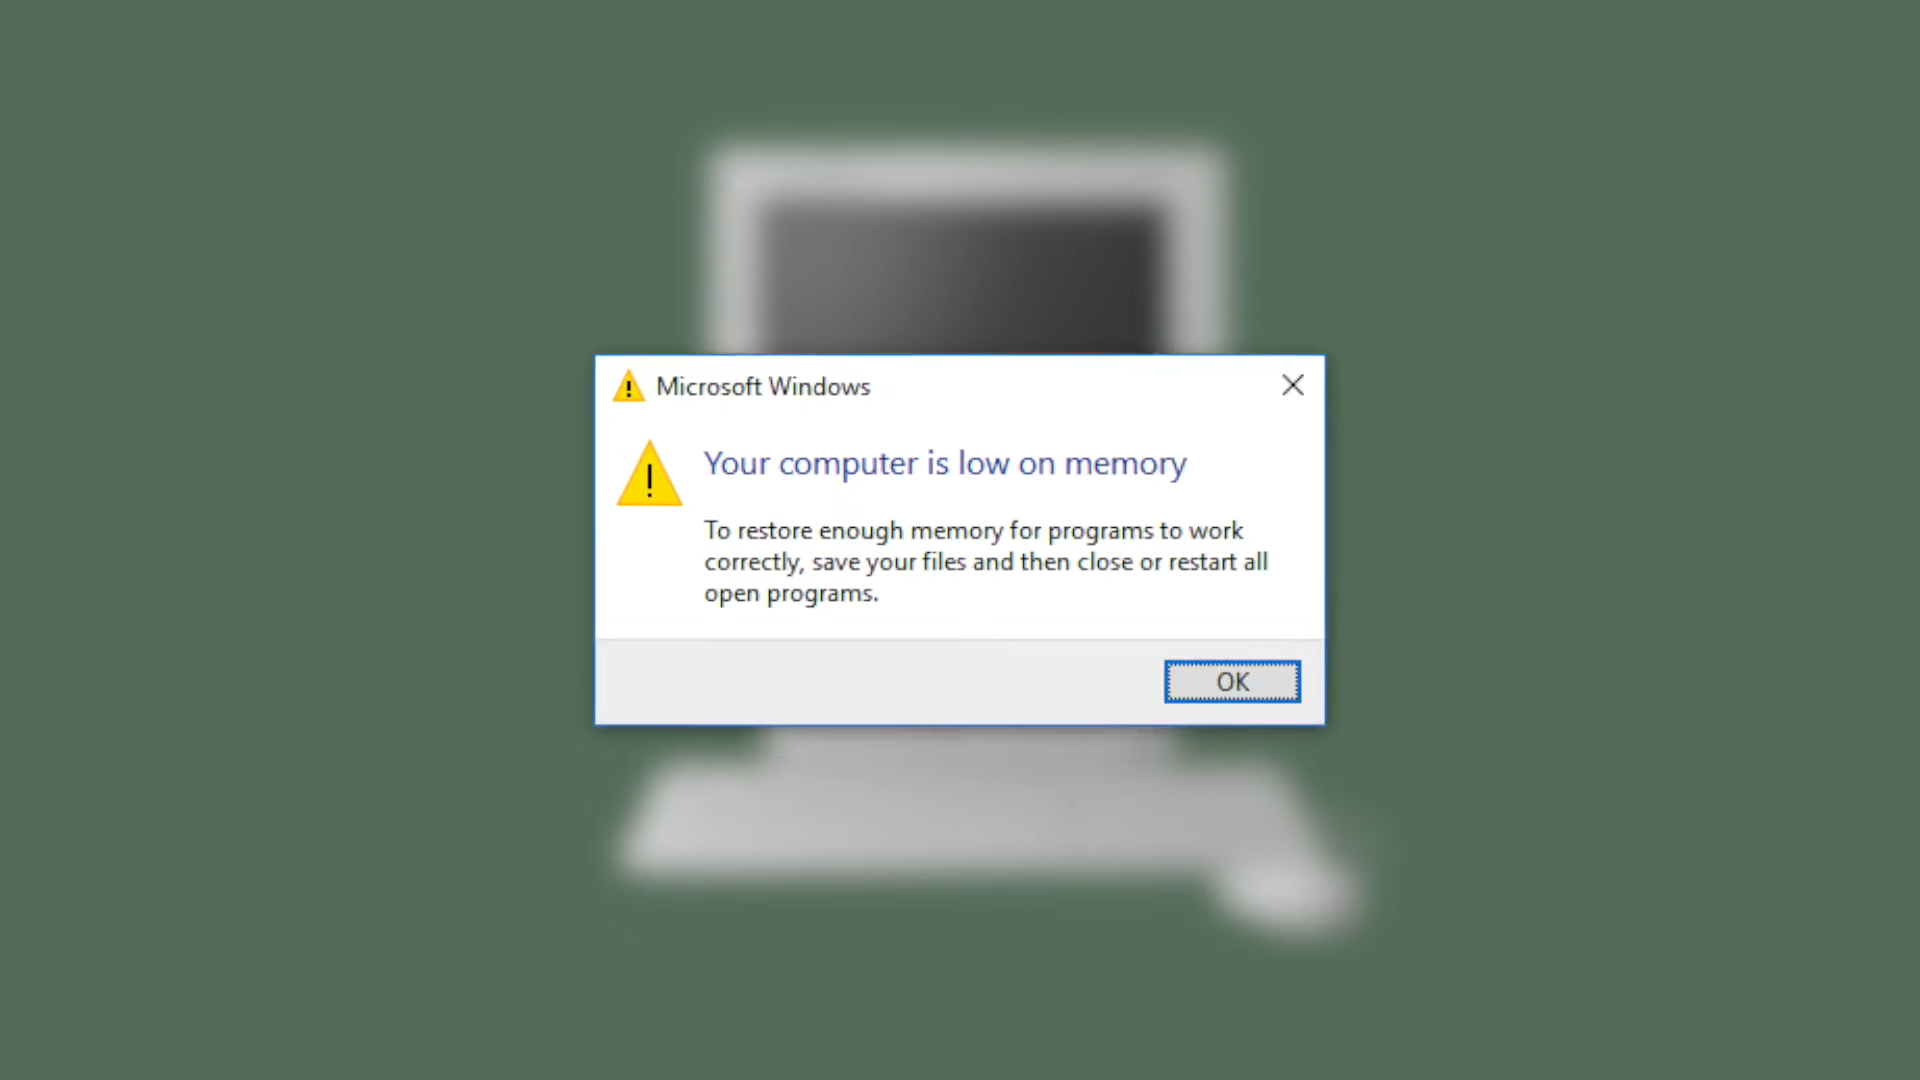 Microsoft Windows
Your computer is low on memory
To restore enough memory for programs to work
correctly, save your files and then close or restart all
open programs.
OK